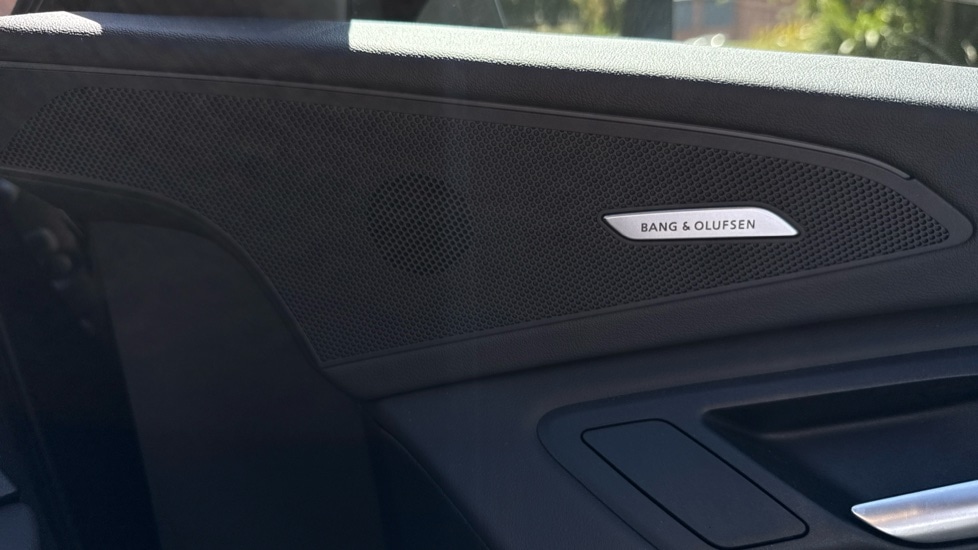 BANG & OLUFSEN